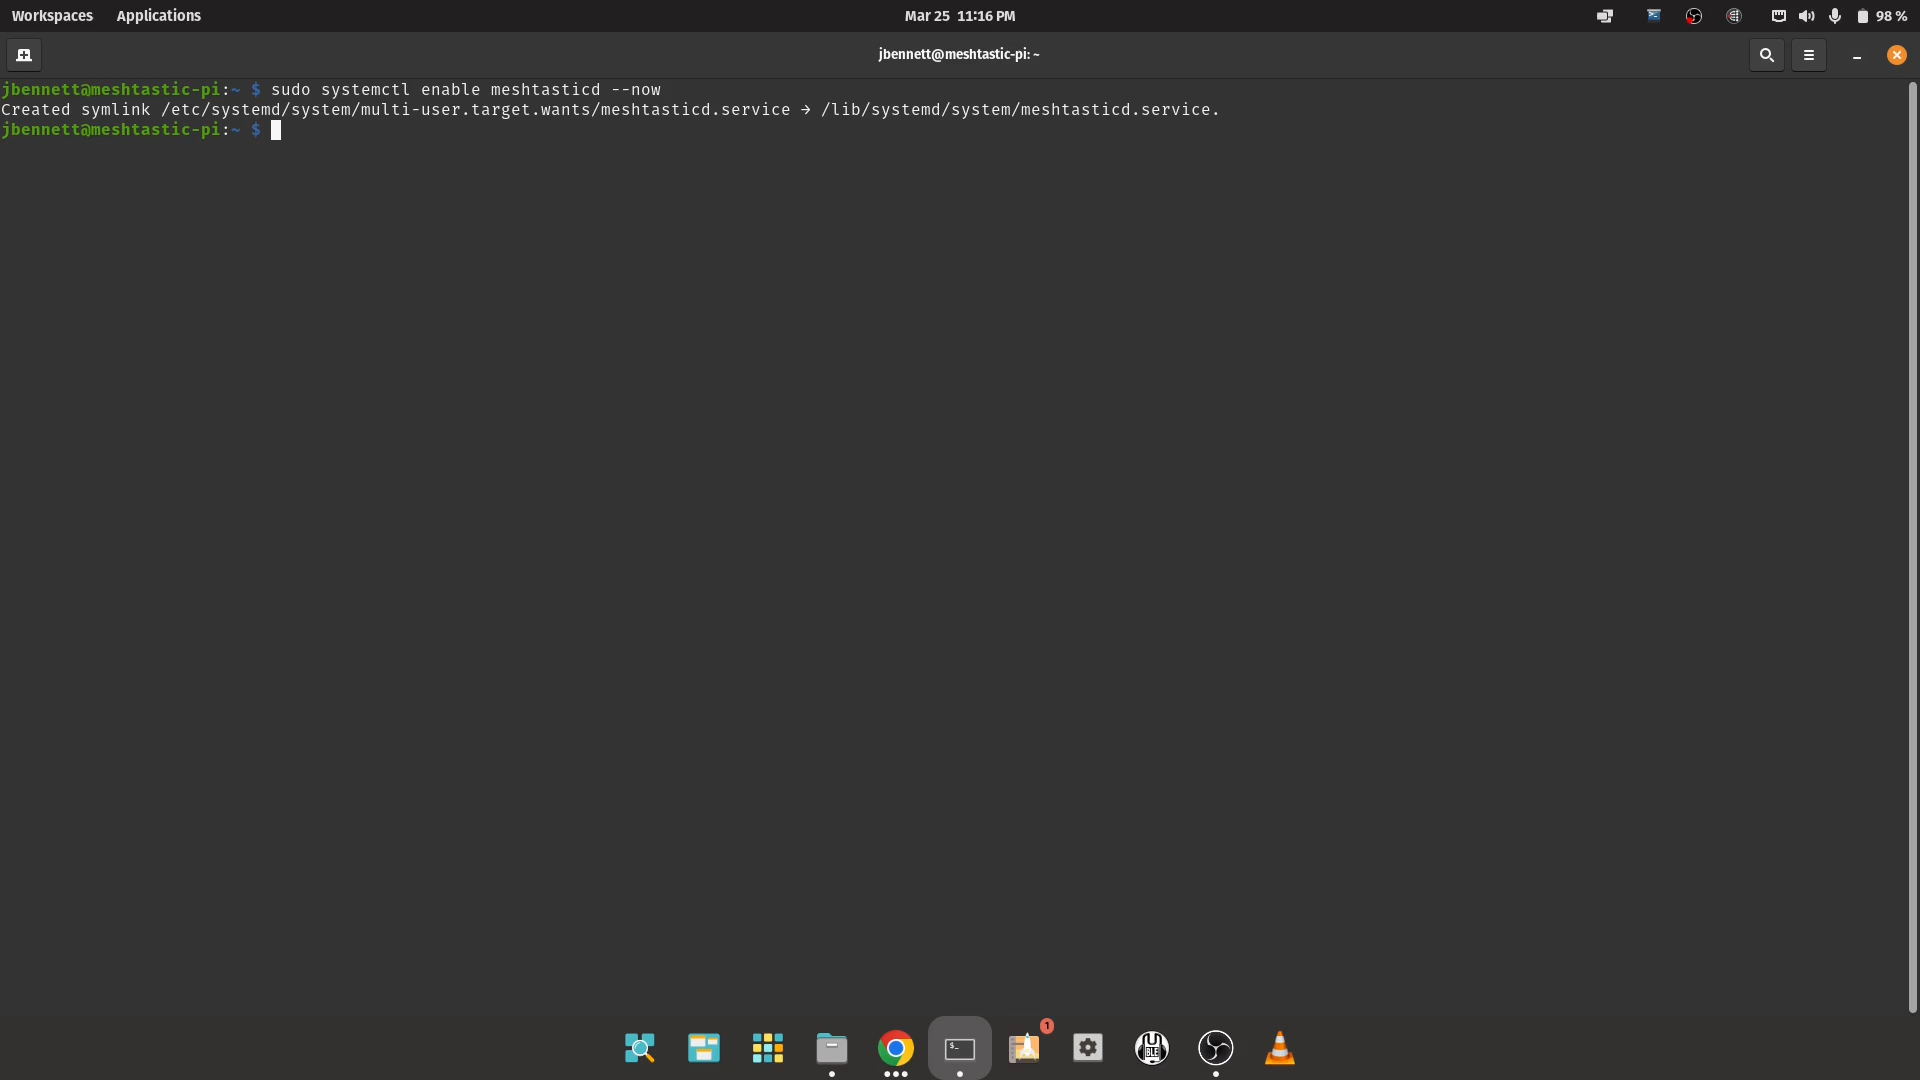 Workspaces Applications Mar 25 11:16 PM 98 %
jbennett@meshtastic-pi: ~
jbennett@meshtastic-pi:~ $ sudo systemctl enable meshtasticd --now
Created symlink /etc/systemd/system/multi-user.target.wants/meshtasticd.service → /lib/systemd/system/meshtasticd.service.
jbennett@meshtastic-pi:~ $
1
$_
BLE